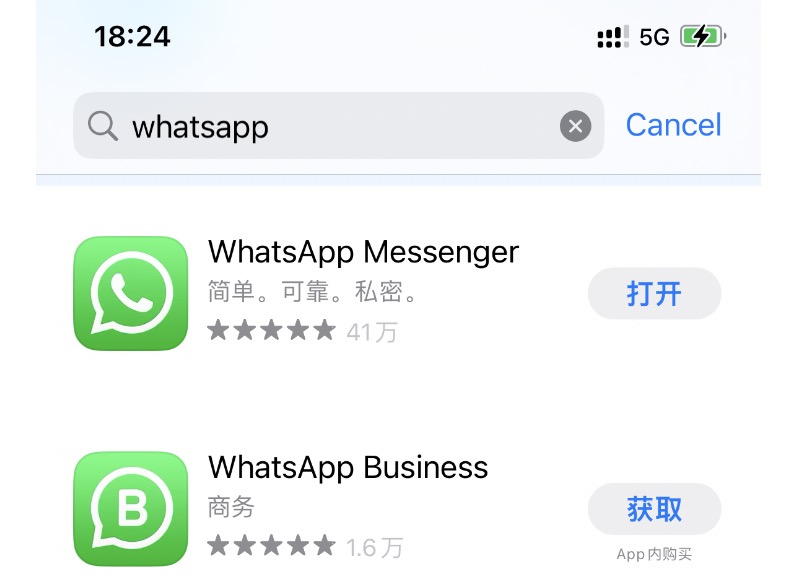 18:24
5G
whatsapp
Cancel
WhatsApp Messenger
简单。可靠。私密。
打开
41万
WhatsApp Business
商务
获取
1.6万
App内购买
B